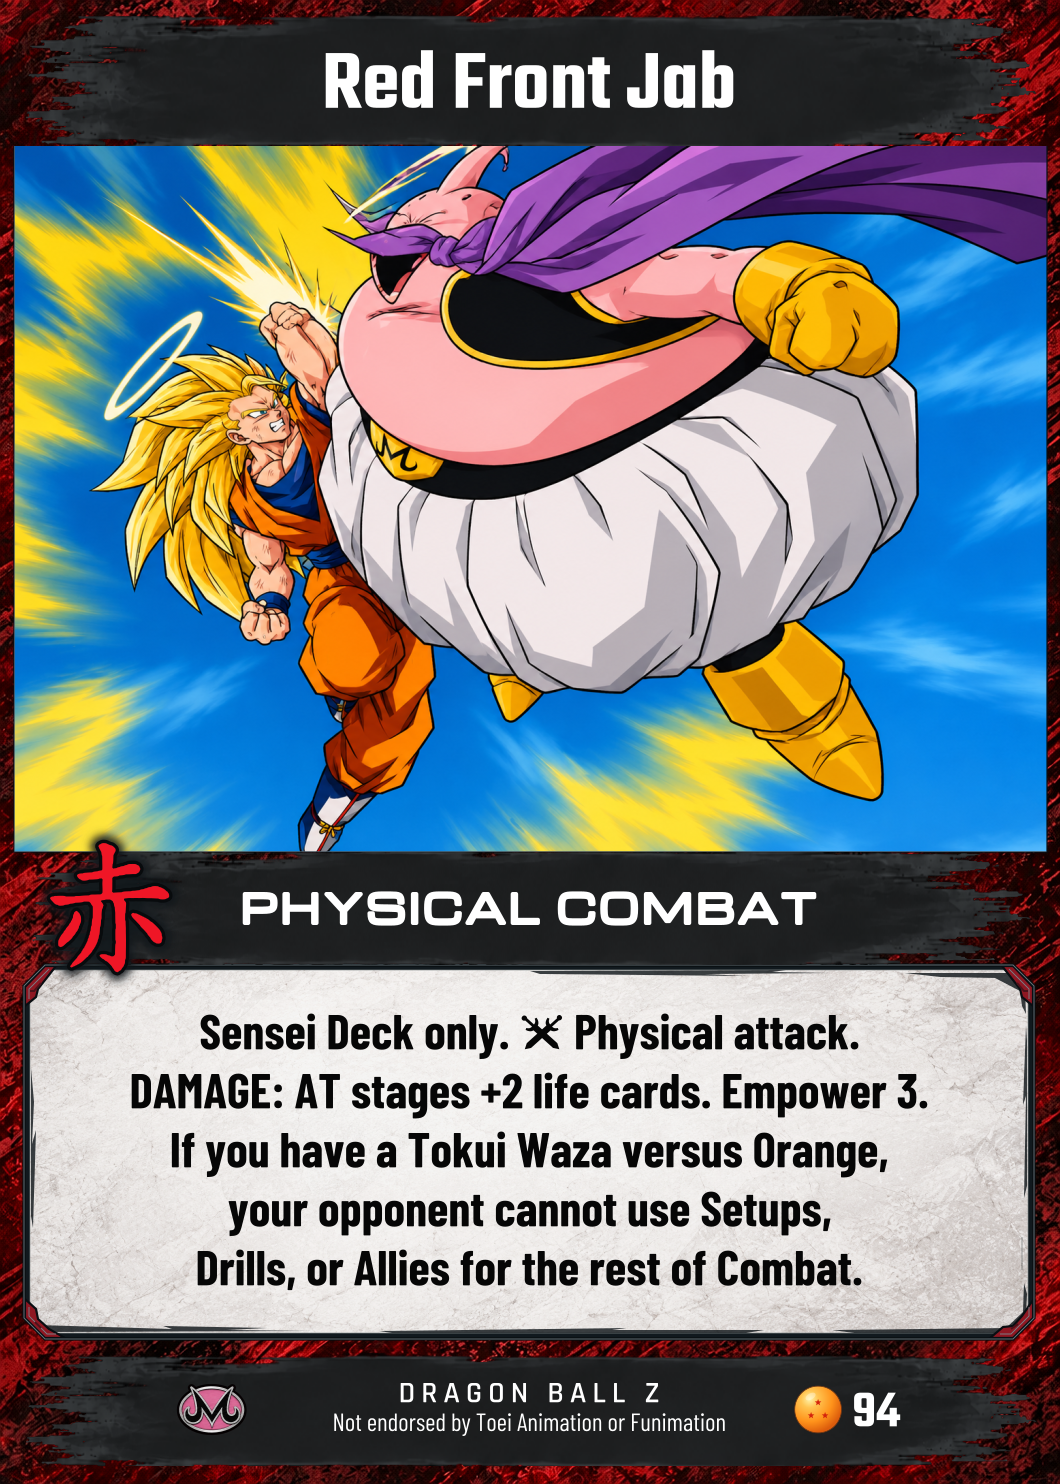 Red Front Jab
赤
PHYSICAL COMBAT
Sensei Deck only. Physical attack.
DAMAGE: AT stages +2 life cards. Empower 3.
If you have a Tokui Waza versus Orange,
your opponent cannot use Setups,
Drills, or Allies for the rest of Combat.
DRAGON BALL Z
Not endorsed by Toei Animation or Funimation
94